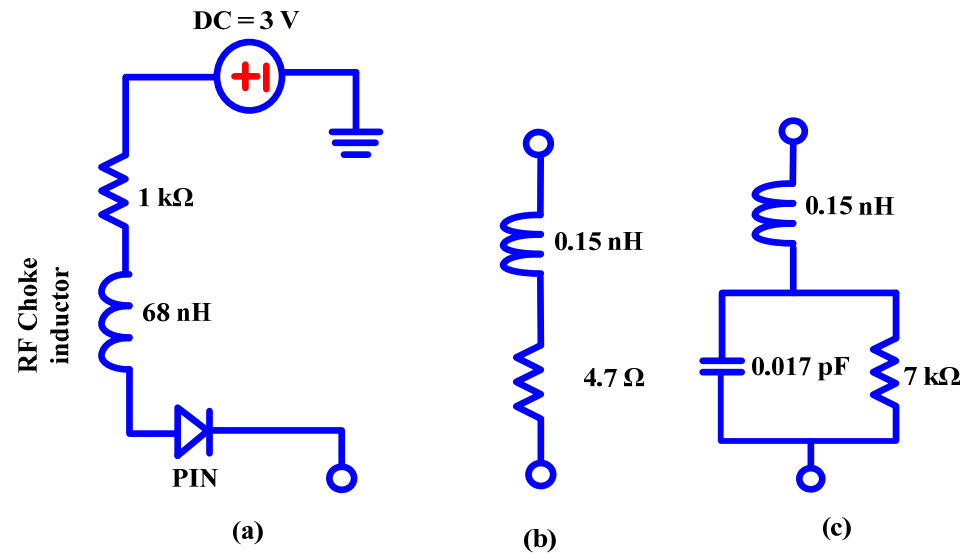 DC = 3 V
1 kΩ
RF Choke
inductor
68 nH
PIN
(a)
0.15 nH
4.7 Ω
(b)
0.15 nH
0.017 pF
7 kΩ
(c)